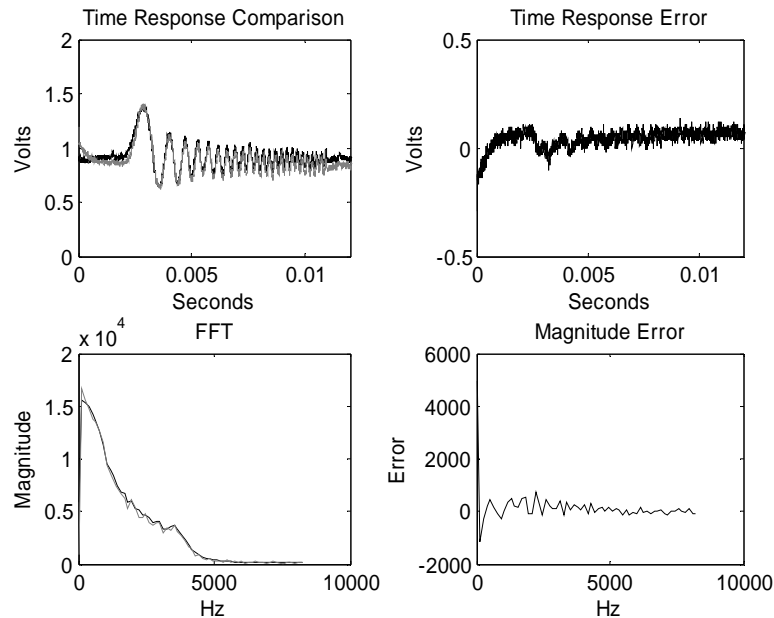 Time Response Comparison
2
1.5
1
0.5
0
Volts
0
0.005
0.01
Seconds
Time Response Error
0.5
0
-0.5
Volts
0
0.005
0.01
Seconds
FFT
x 10^4
2
1.5
1
0.5
0
Magnitude
0
5000
10000
Hz
Magnitude Error
6000
4000
2000
0
-2000
Error
0
5000
10000
Hz